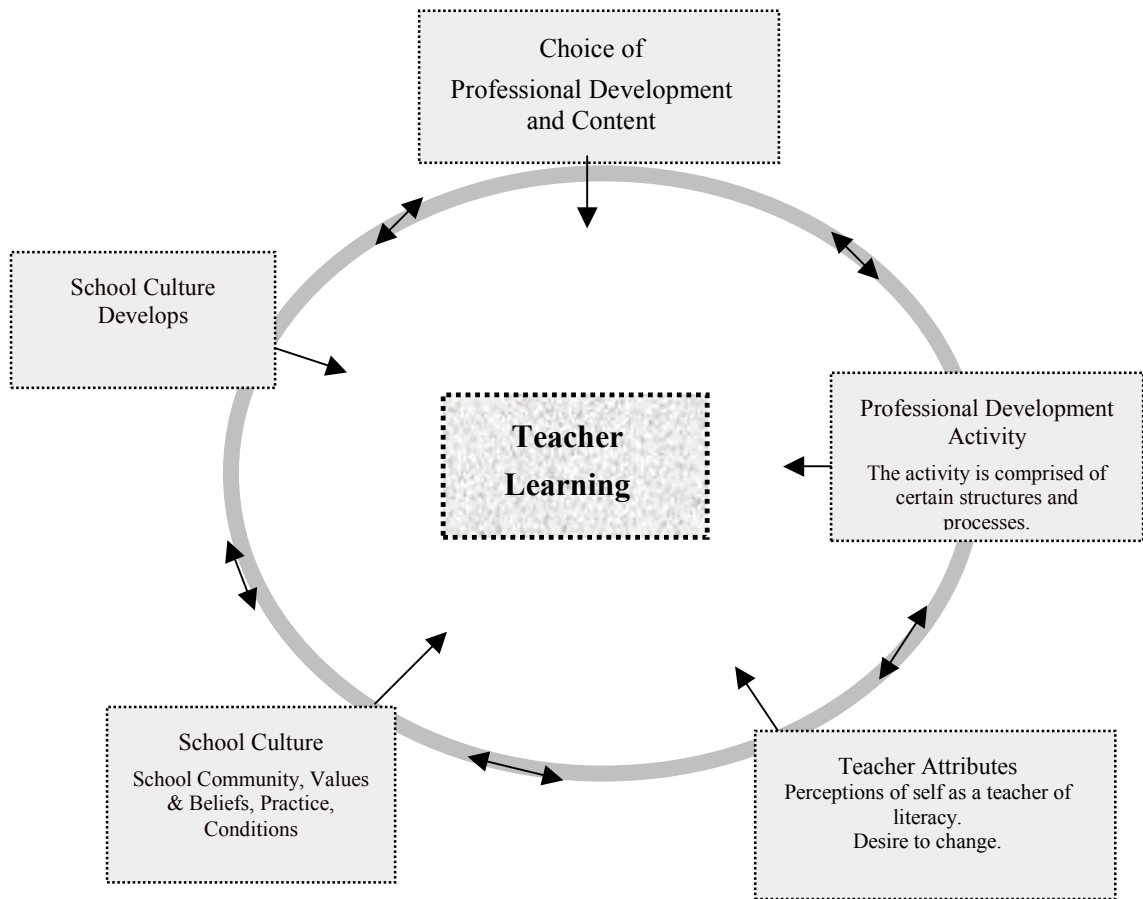 Choice of
Professional Development
and Content
School Culture
Develops
Teacher
Learning
Professional Development
Activity
The activity is comprised of
certain structures and
processes.
School Culture
School Community, Values
& Beliefs, Practice,
Conditions
Teacher Attributes
Perceptions of self as a teacher of
literacy.
Desire to change.